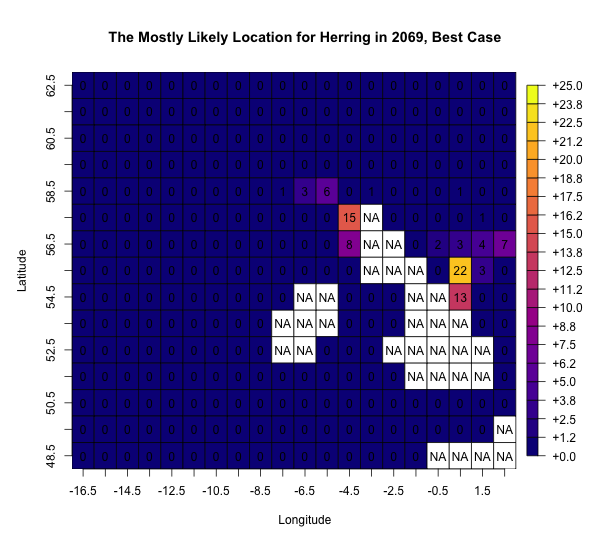 The Mostly Likely Location for Herring in 2069, Best Case
Latitude
62.5
60.5
58.5
56.5
54.5
52.5
50.5
48.5
0 0 0 0 0 0 0 0 0 0 0 0 0 0 0 0 0 0 0 0
0 0 0 0 0 0 0 0 0 0 0 0 0 0 0 0 0 0 0 0
0 0 0 0 0 0 0 0 0 0 0 0 0 0 0 0 0 0 0 0
0 0 0 0 0 0 0 0 0 0 0 0 0 0 0 0 0 0 0 0
0 0 0 0 0 0 0 0 0 1 3 6 0 1 0 0 0 1 0 0
0 0 0 0 0 0 0 0 0 0 0 0 15 NA 0 0 0 0 1 0
0 0 0 0 0 0 0 0 0 0 0 0 8 NA NA 0 2 3 4 7
0 0 0 0 0 0 0 0 0 0 0 0 0 NA NA NA 0 22 3 0
0 0 0 0 0 0 0 0 0 0 NA NA 0 0 0 NA NA 13 0 0
0 0 0 0 0 0 0 0 0 NA NA NA 0 0 0 NA NA NA 0 0
0 0 0 0 0 0 0 0 0 NA NA 0 0 0 NA NA NA NA NA 0
0 0 0 0 0 0 0 0 0 0 0 0 0 0 0 NA NA NA NA 0
0 0 0 0 0 0 0 0 0 0 0 0 0 0 0 0 0 0 0 0
0 0 0 0 0 0 0 0 0 0 0 0 0 0 0 0 0 0 0 NA
0 0 0 0 0 0 0 0 0 0 0 0 0 0 0 0 NA NA NA NA
-16.5 -14.5 -12.5 -10.5 -8.5 -6.5 -4.5 -2.5 -0.5 1.5
Longitude
+25.0
+23.8
+22.5
+21.2
+20.0
+18.8
+17.5
+16.2
+15.0
+13.8
+12.5
+11.2
+10.0
+8.8
+7.5
+6.2
+5.0
+3.8
+2.5
+1.2
+0.0